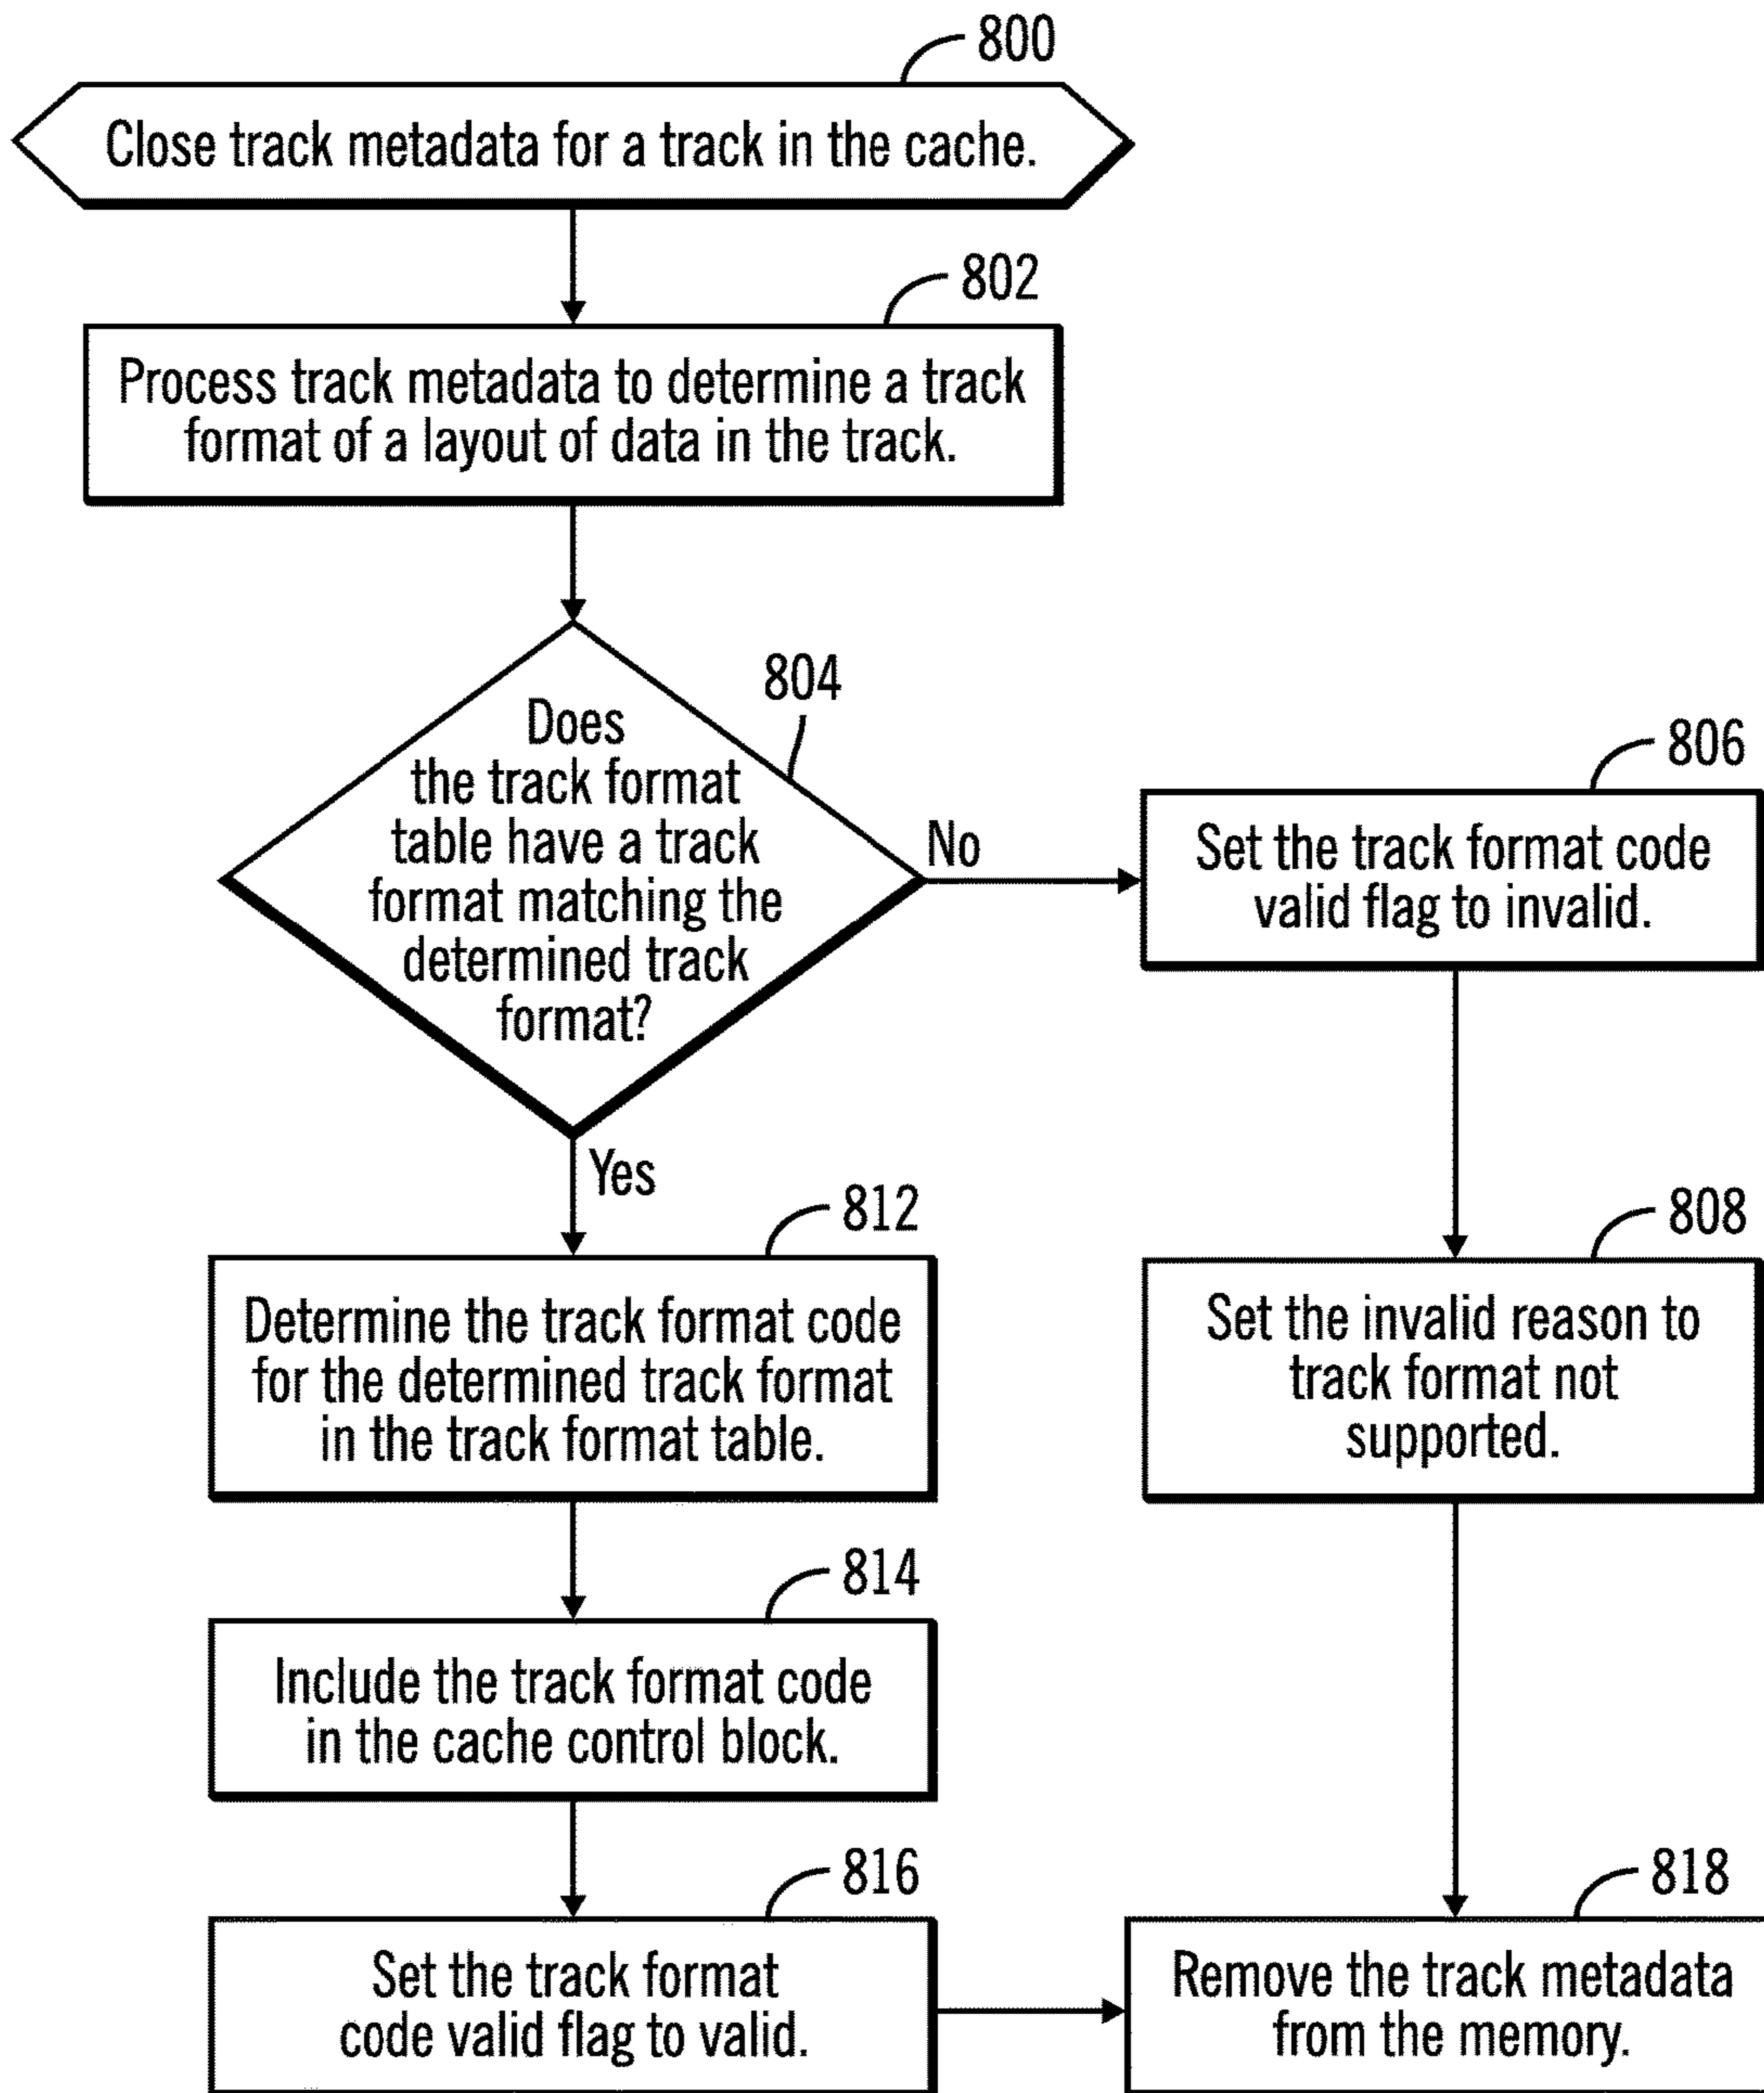 800
Close track metadata for a track in the cache.
802
Process track metadata to determine a track
format of a layout of data in the track.
804
Does
the track format
table have a track
format matching the
determined track
format?
No
Yes
806
Set the track format code
valid flag to invalid.
808
Set the invalid reason to
track format not
supported.
812
Determine the track format code
for the determined track format
in the track format table.
814
Include the track format code
in the cache control block.
816
Set the track format
code valid flag to valid.
818
Remove the track metadata
from the memory.